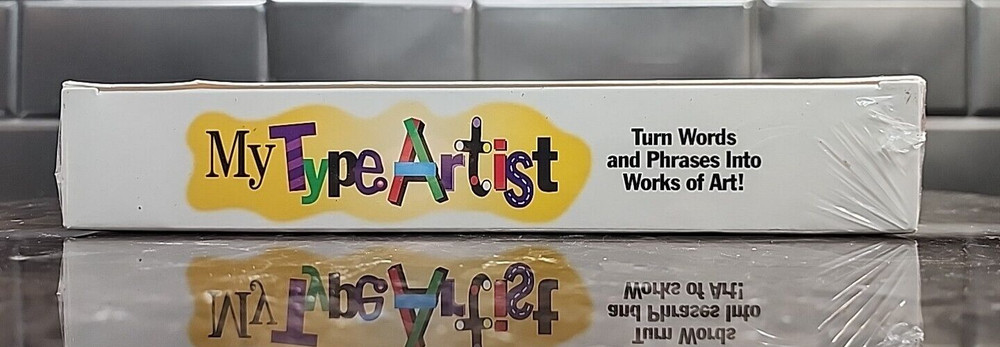 My Type Artist
Turn Words
and Phrases Into
Works of Art!